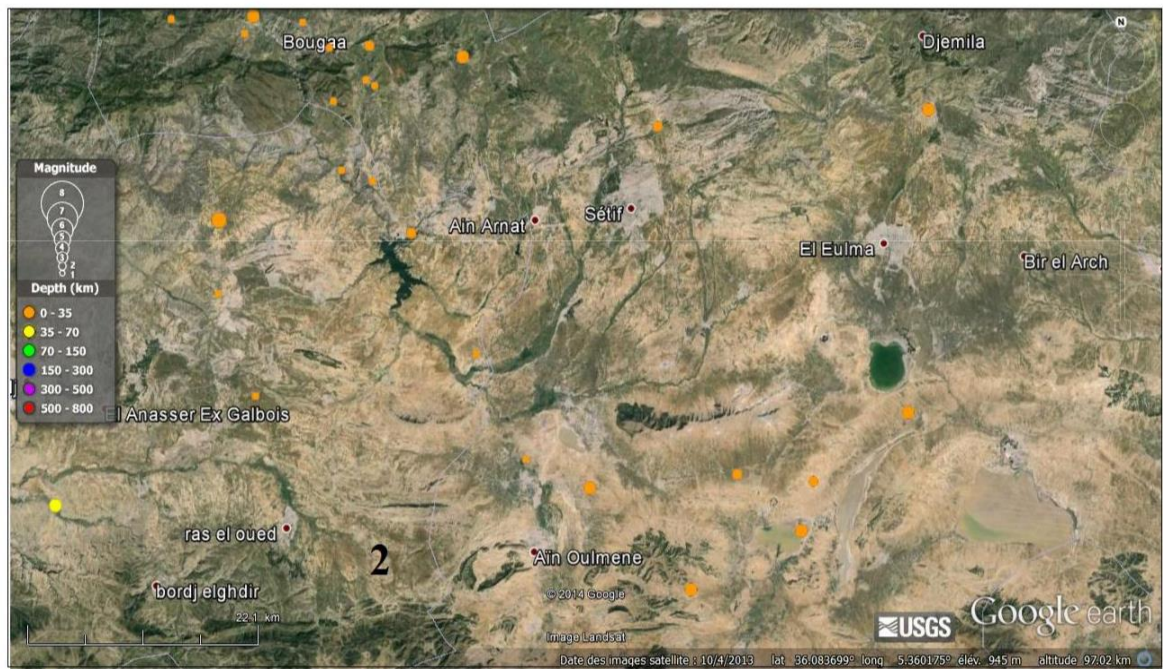 N
Bougaa
Djemila
Magnitude
8
7
6
5
4
3
2
1
Depth (km)
0 - 35
35 - 70
70 - 150
150 - 300
300 - 500
500 - 800
Ain Arnat
Sétif
El Eulma
Bir el Arch
El Anasser Ex Galbois
ras el oued
2
Aïn Oulmene
bordj elghdir
© 2014 Google
22.1 km
Image Landsat
USGS
Google earth
Date des images satellite : 10/4/2013 lat 36.083699° long 5.360175° élév. 945 m altitude 97.02 km